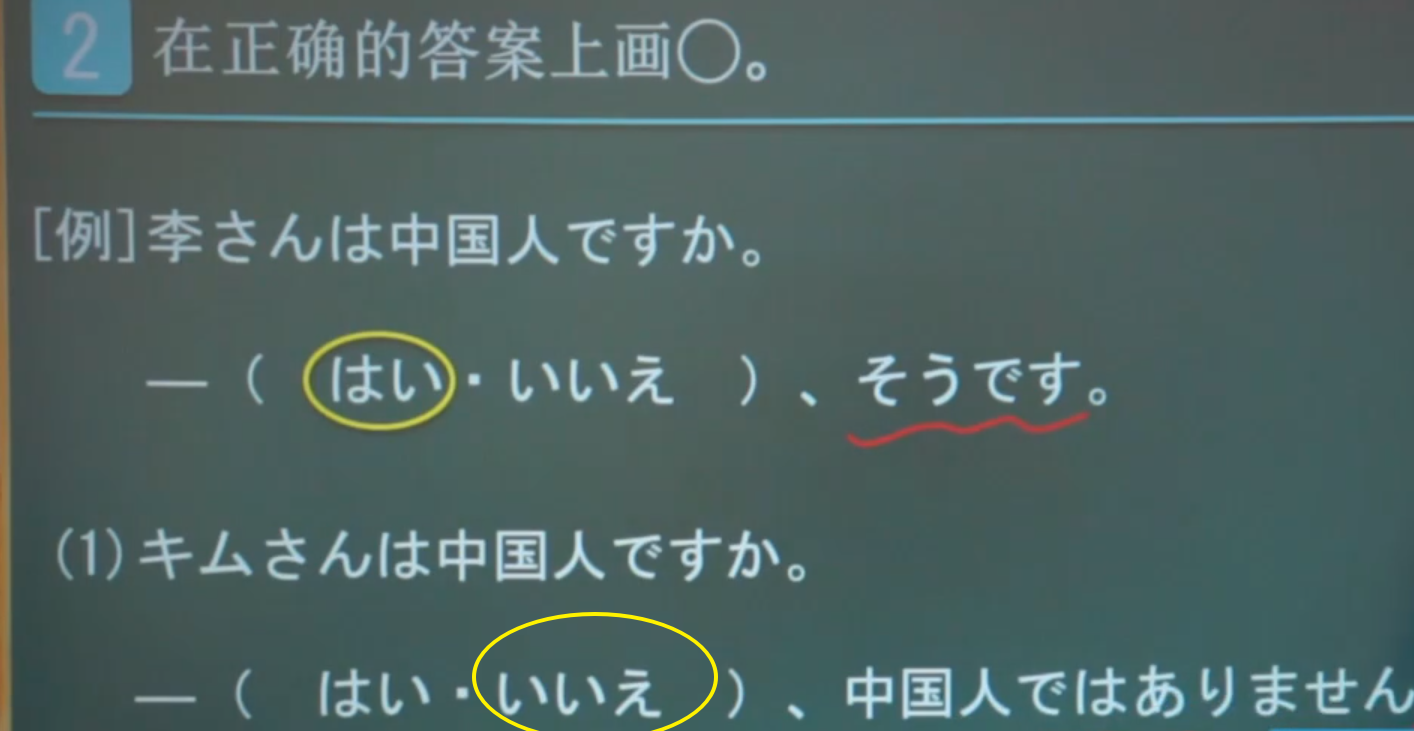 2 在正确的答案上画○。
[例]李さんは中国人ですか。
—（ はい・いいえ ）、そうです。
(1)キムさんは中国人ですか。
—（ はい・いいえ ）、中国人ではありません